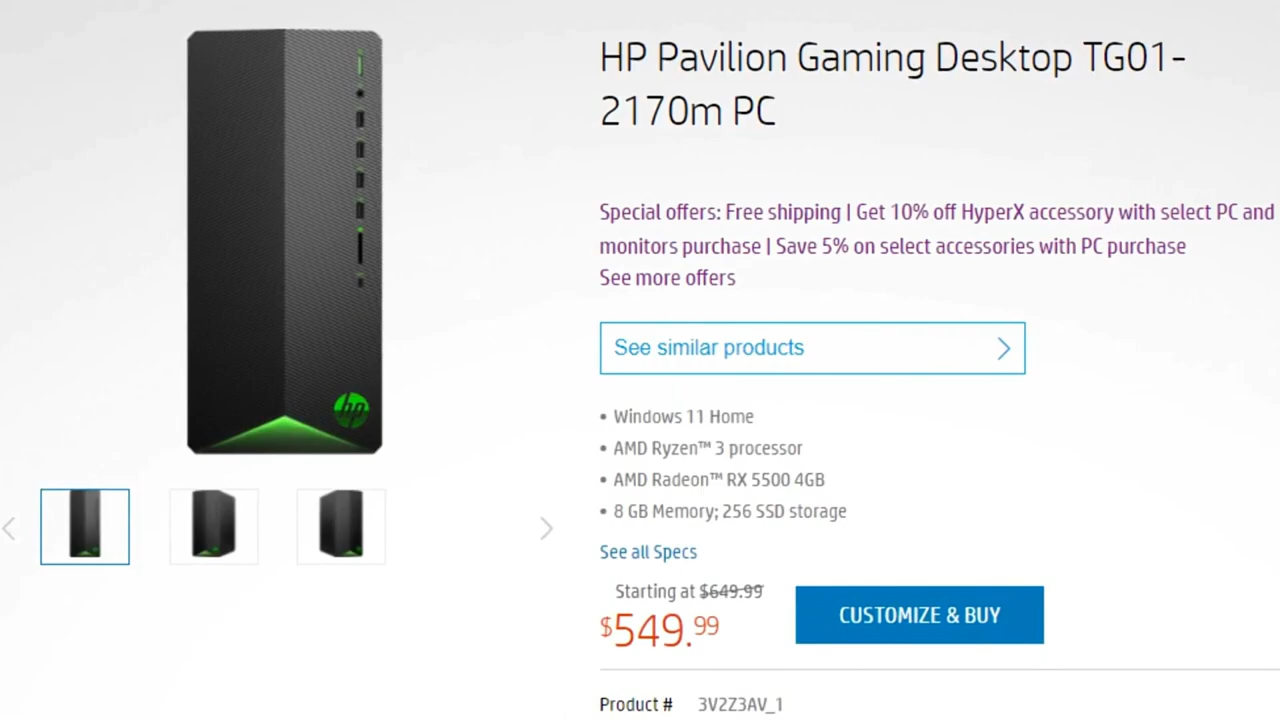 HP Pavilion Gaming Desktop TG01-
2170m PC
Special offers: Free shipping | Get 10% off HyperX accessory with select PC and
monitors purchase | Save 5% on select accessories with PC purchase
See more offers
See similar products
• Windows 11 Home
• AMD Ryzen™ 3 processor
• AMD Radeon™ RX 5500 4GB
• 8 GB Memory; 256 SSD storage
See all Specs
Starting at $649.99
$549.99
CUSTOMIZE & BUY
Product # 3V2Z3AV_1
hp